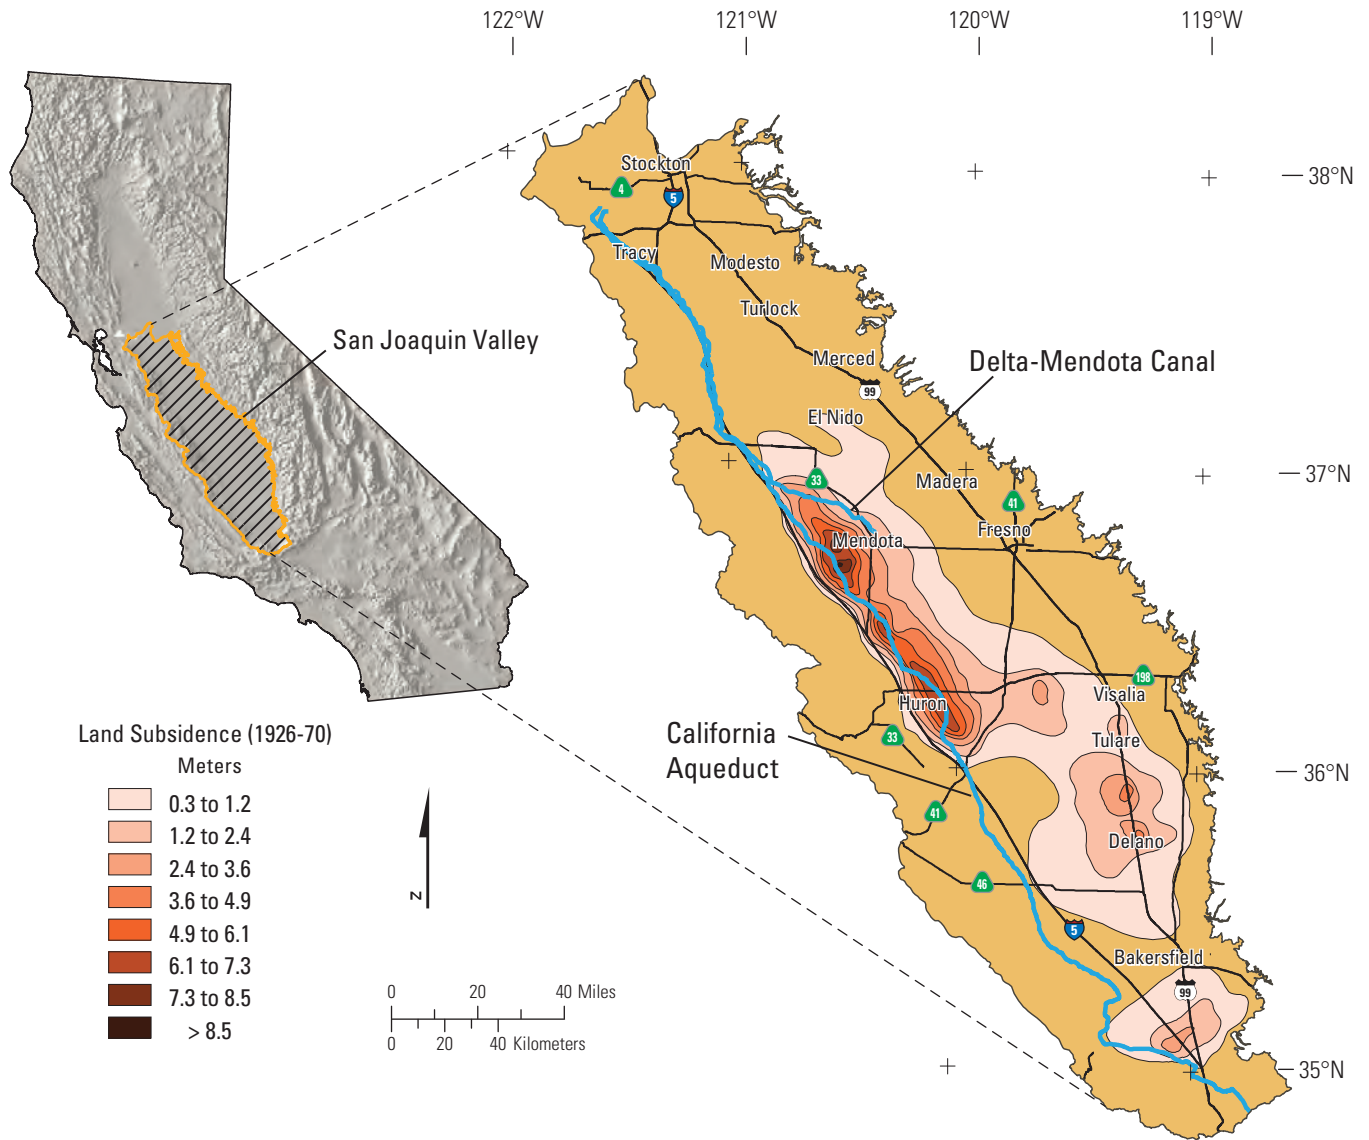 122°W
121°W
120°W
119°W
Stockton
4
5
38°N
Tracy
Modesto
Turlock
San Joaquin Valley
Merced
Delta-Mendota Canal
99
El Nido
33
Madera
37°N
41
Fresno
Mendota
198
Visalia
Huron
Land Subsidence (1926-70)
Meters
0.3 to 1.2
1.2 to 2.4
2.4 to 3.6
3.6 to 4.9
4.9 to 6.1
6.1 to 7.3
7.3 to 8.5
> 8.5
California
Aqueduct
33
Tulare
36°N
41
Delano
46
N
5
Bakersfield
99
0 20 40 Miles
0 20 40 Kilometers
35°N